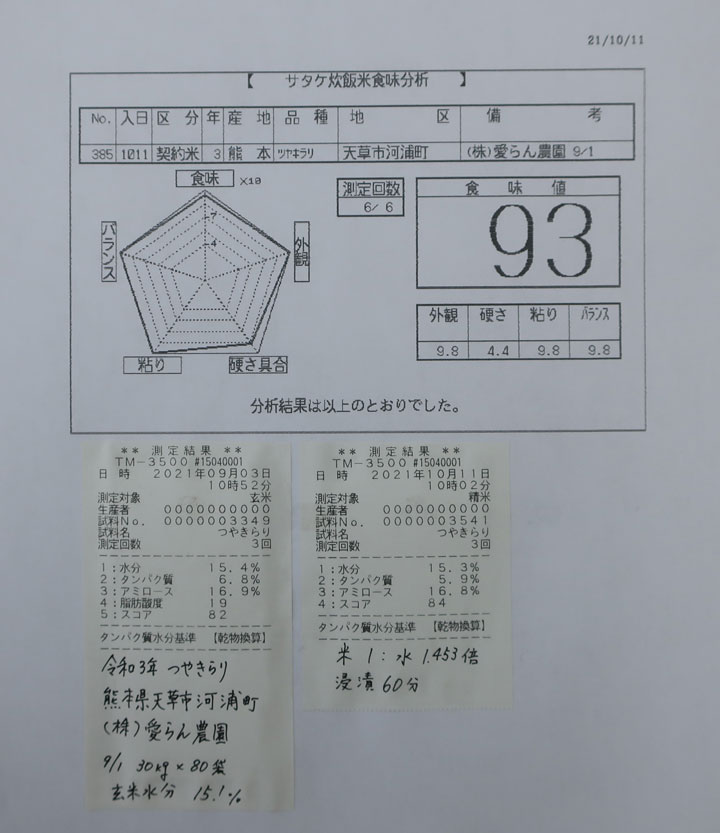 21/10/11
【 サタケ炊飯米食味分析 】
No. 入日 区分 年 産地 品種 地区 備考
385 1011 契約米 3 熊本 ツヤキラリ 天草市河浦町 (株)愛らん農園 9/1
食味 ×10
7
4
バランス
外観
粘り
硬さ具合
測定回数
6/ 6
食味値
93
外観 硬さ 粘り バランス
9.8 4.4 9.8 9.8
分析結果は以上のとおりでした。
** 測定結果 **
TM-3500 #15040001
日時 2021年09月03日
10時52分
測定対象 玄米
生産者 0000000000
試料No. 0000003349
試料名 つやきらり
測定回数 3回
1:水分 15.4%
2:タンパク質 6.8%
3:アミロース 16.9%
4:脂肪酸度 19
5:スコア 82
タンパク質水分基準 【乾物換算】
令和3年 つやきらり
熊本県天草市河浦町
(株)愛らん農園
9/1 30kg×80袋
玄米水分 15.1%
** 測定結果 **
TM-3500 #15040001
日時 2021年10月11日
10時02分
測定対象 精米
生産者 0000000000
試料No. 0000003541
試料名 つやきらり
測定回数 3回
1:水分 15.3%
2:タンパク質 5.9%
3:アミロース 16.8%
4:スコア 84
タンパク質水分基準 【乾物換算】
米 1:水 1.453倍
浸漬 60分